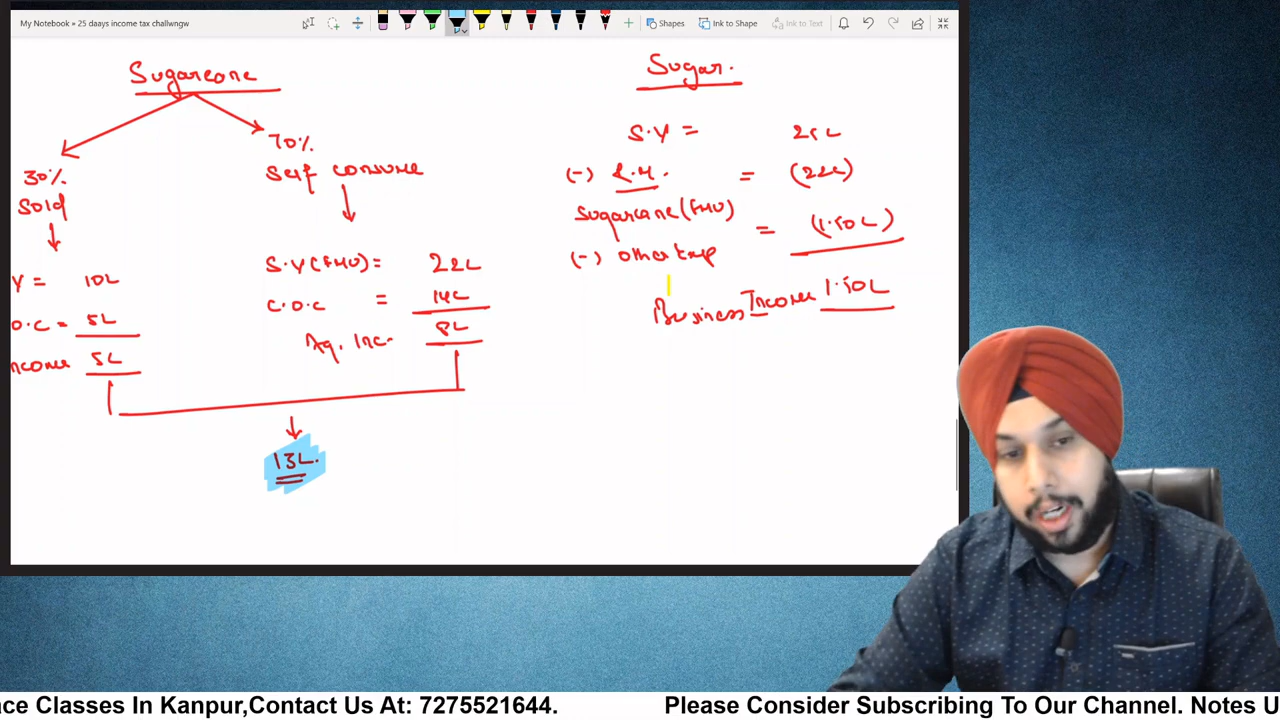 My Notebook » 25 daays income tax challwngw
Shapes
Ink to Shape
Ink to Text
Sugarcane
30%
Sold
Y = 10L
O.C = 5L
ncome 5L
70%
Self consume
S.V(FMV) = 22L
C.O.C = 14L
Ag. Inc. 8L
13L.
Sugar.
S.V = 25L
(-) R.M. = (22L)
Sugarcane (FMV)
(-) other Exp = (1.50L)
Business Income 1.50L
ace Classes In Kanpur,Contact Us At: 7275521644.
Please Consider Subscribing To Our Channel. Notes U